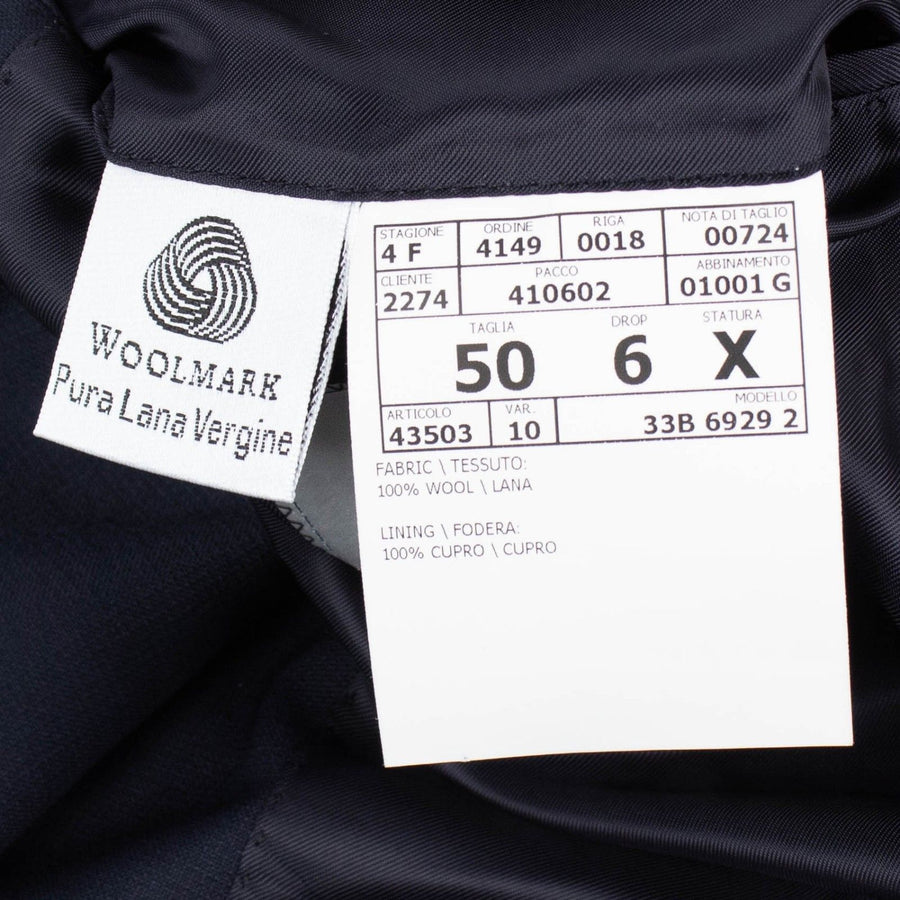 WOOLMARK
Pura Lana Vergine
STAGIONE ORDINE RIGA NOTA DI TAGLIO
4 F 4149 0018 00724
CLIENTE PACCO ABBINAMENTO
2274 410602 01001 G
TAGLIA DROP STATURA
50 6 X
ARTICOLO VAR. MODELLO
43503 10 33B 6929 2
FABRIC \ TESSUTO:
100% WOOL \ LANA
LINING \ FODERA:
100% CUPRO \ CUPRO